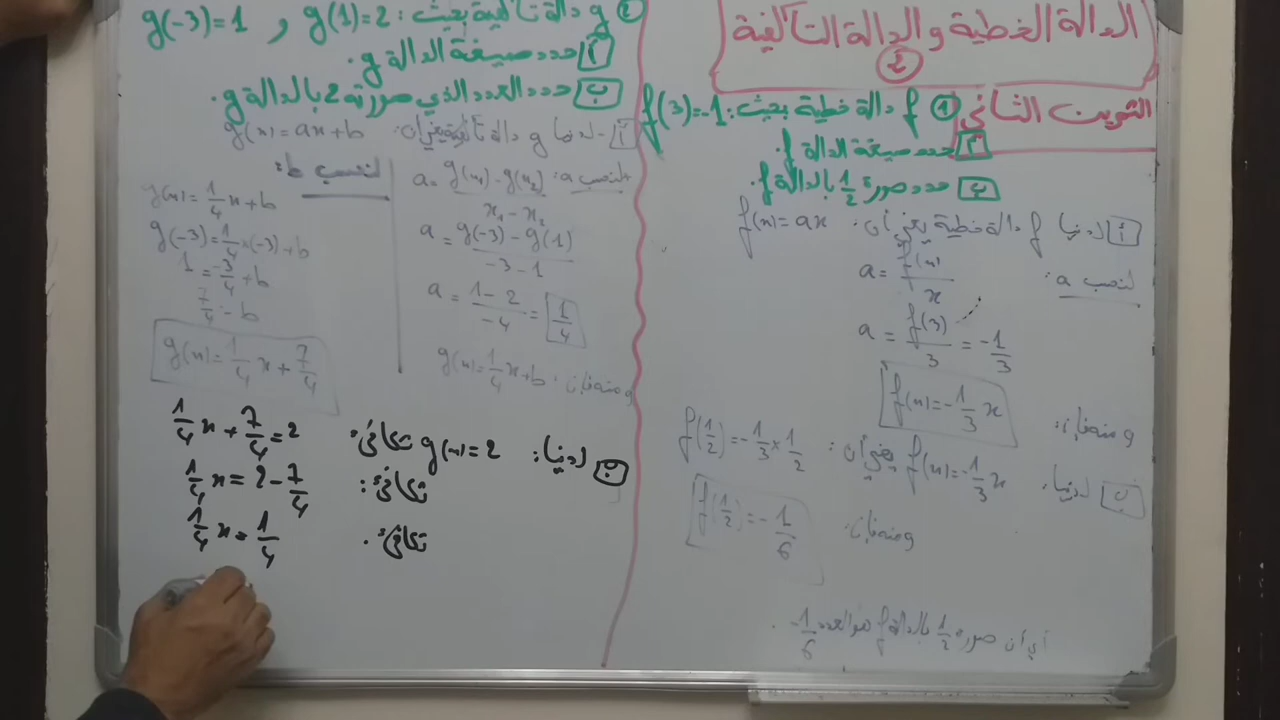 الدالة الخطية والدالة التآلفية
2
التمرين الثاني
① f دالة خطية بحيث: f(3)=-1
أ حدد صيغة الدالة f.
ب حدد صورة 1/2 بالدالة f.
أ لدينا f دالة خطية يعني أن: f(x)=ax
لنحسب a:
a=f(x)/x
a=f(3)/3=-1/3
ومنه فإن: f(x)=-1/3 x
ب لدينا: f(x)=-1/3 x يعني أن: f(1/2)=-1/3×1/2
ومنه فإن: f(1/2)=-1/6
أي أن صورة 1/2 بالدالة f هو العدد -1/6.
② g دالة تآلفية بحيث: g(1)=2 و g(-3)=1
أ حدد صيغة الدالة g.
ب حدد العدد الذي صورته 2 بالدالة g.
أ- لدينا g دالة تآلفية يعني أن: g(x)=ax+b
لنحسب a: a=g(x₁)-g(x₂)/x₁-x₂
a=g(-3)-g(1)/-3-1
a=1-2/-4=1/4
ومنه فإن: g(x)=1/4 x+b
لنحسب b:
g(x)=1/4 x+b
g(-3)=1/4×(-3)+b
1=-3/4+b
7/4=b
g(x)=1/4 x+7/4
ب لدينا: g(x)=2 تكافئ: 1/4 x+7/4=2
تكافئ: 1/4 x=2-7/4
تكافئ: 1/4 x=1/4